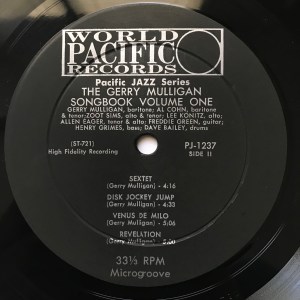 WORLD
PACIFIC
RECORDS
Pacific JAZZ Series
THE GERRY MULLIGAN
SONGBOOK VOLUME ONE
GERRY MULLIGAN, baritone; AL COHN, baritone
& tenor; ZOOT SIMS, alto & tenor; LEE KONITZ, alto;
ALLEN EAGER, tenor & alto; FREDDIE GREEN, guitar;
HENRY GRIMES, bass; DAVE BAILEY, drums
(ST-721)
High Fidelity Recording
PJ-1237
SIDE II
SEXTET
(Gerry Mulligan) - 4:16
DISK JOCKEY JUMP
(Gerry Mulligan) - 4:32
VENUS DE MILO
(Gerry Mulligan) - 5:06
REVELATION
(Gerry Mulligan)
33⅓ RPM
Microgroove